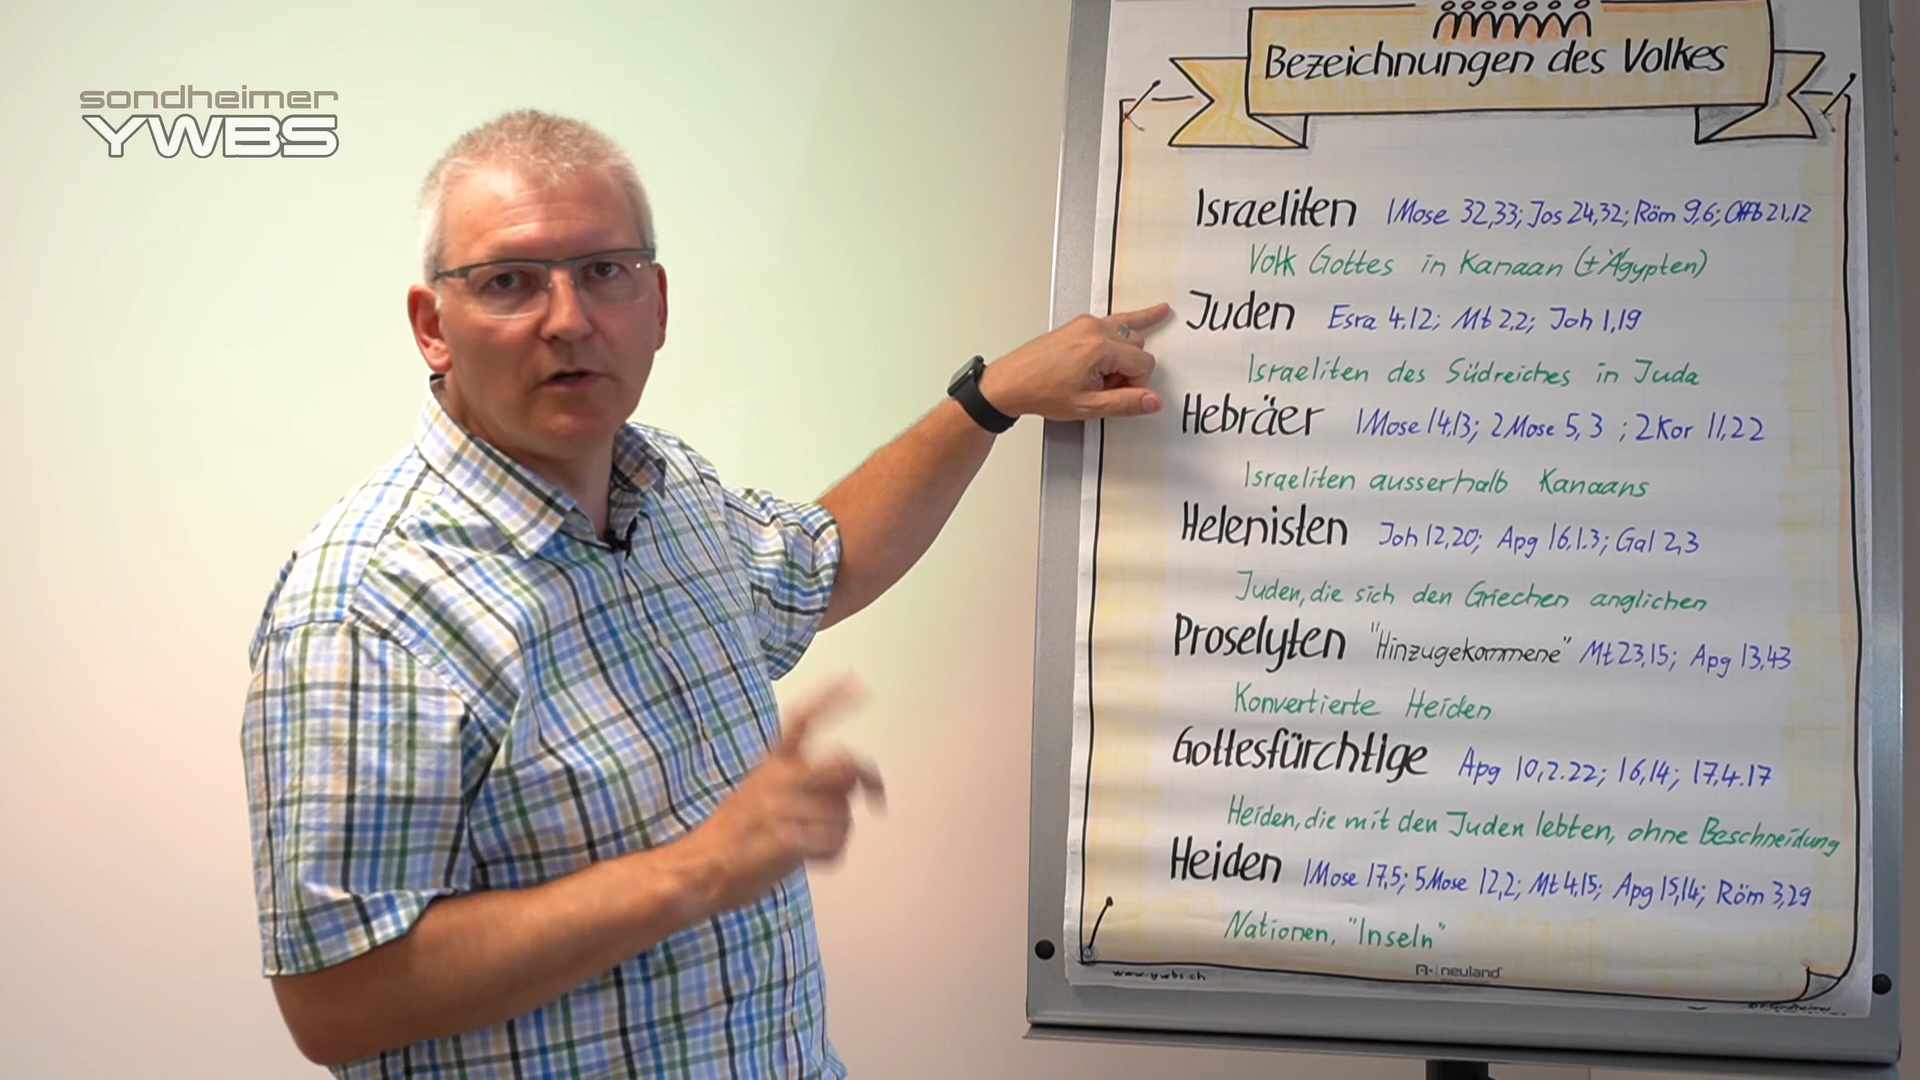 sondheimer
YWBS
Bezeichnungen des Volkes
Israeliten 1Mose 32,33; Jos 24,32; Röm 9,6; Offb 21,12
Volk Gottes in Kanaan (+Ägypten)
Juden Esra 4,12; Mt 2,2; Joh 1,19
Israeliten des Südreiches in Juda
Hebräer 1Mose 14,13; 2Mose 5,3 ; 2Kor 11,22
Israeliten ausserhalb Kanaans
Helenisten Joh 12,20; Apg 16,1.3; Gal 2,3
Juden, die sich den Griechen anglichen
Proselyten "Hinzugekommene" Mt 23,15; Apg 13,43
Konvertierte Heiden
Gottesfürchtige Apg 10,2.22; 16,14; 17,4.17
Heiden, die mit den Juden lebten, ohne Beschneidung
Heiden 1Mose 17,5; 5Mose 12,2; Mt 4,15; Apg 15,14; Röm 3,29
Nationen, "Inseln"
www.ywbs.ch
neuland